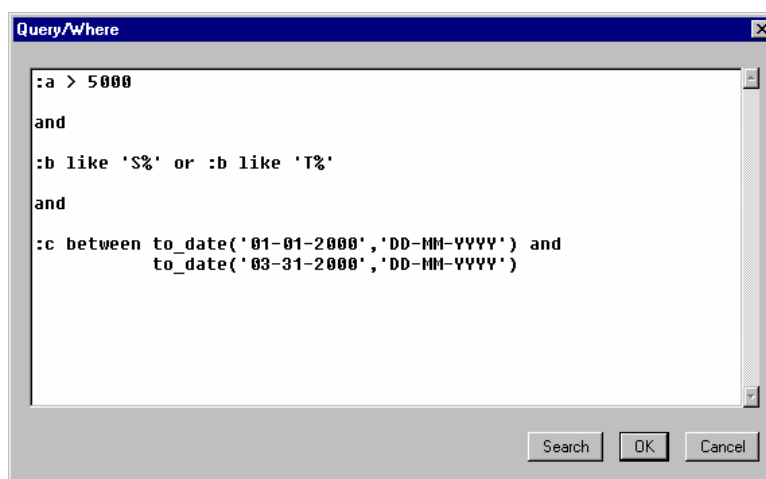 Query/Where
:a > 5000
and
:b like 'S%' or :b like 'T%'
and
:c between to_date('01-01-2000','DD-MM-YYYY') and
to_date('03-31-2000','DD-MM-YYYY')
Search OK Cancel